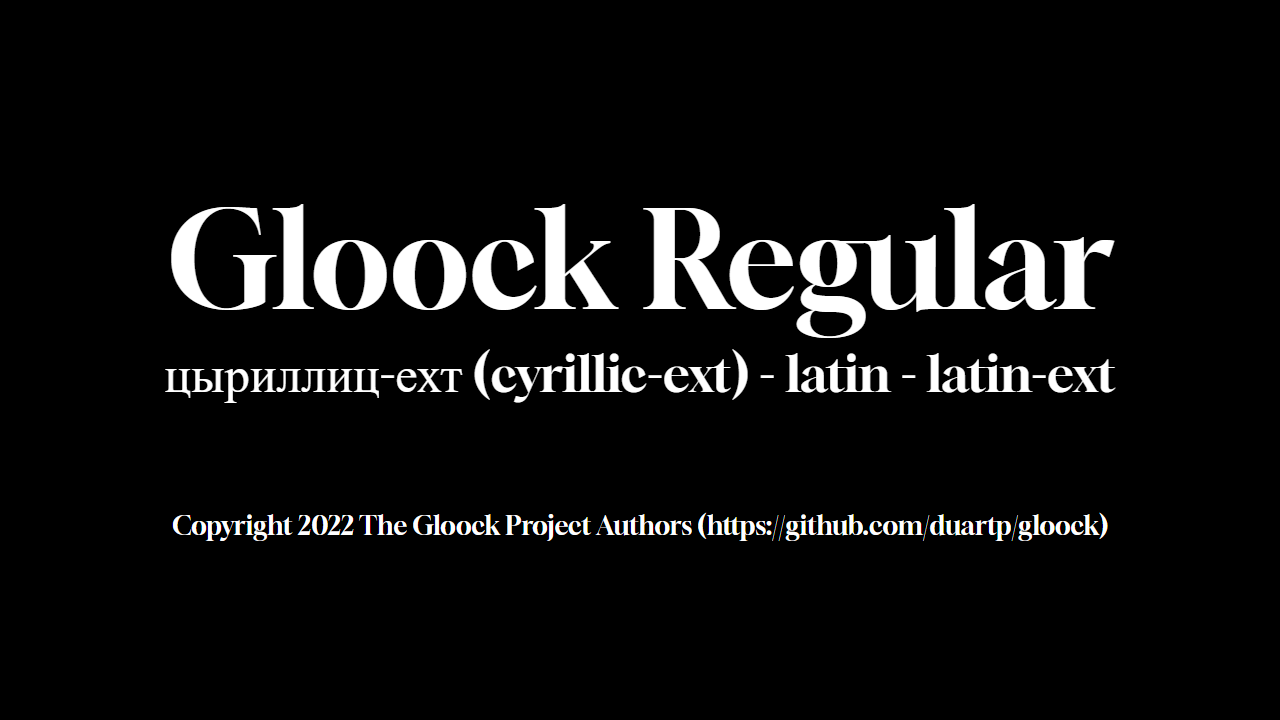 Gloock Regular
цыриллиц-ехт (cyrillic-ext) - latin - latin-ext
Copyright 2022 The Gloock Project Authors (https://github.com/duartp/gloock)